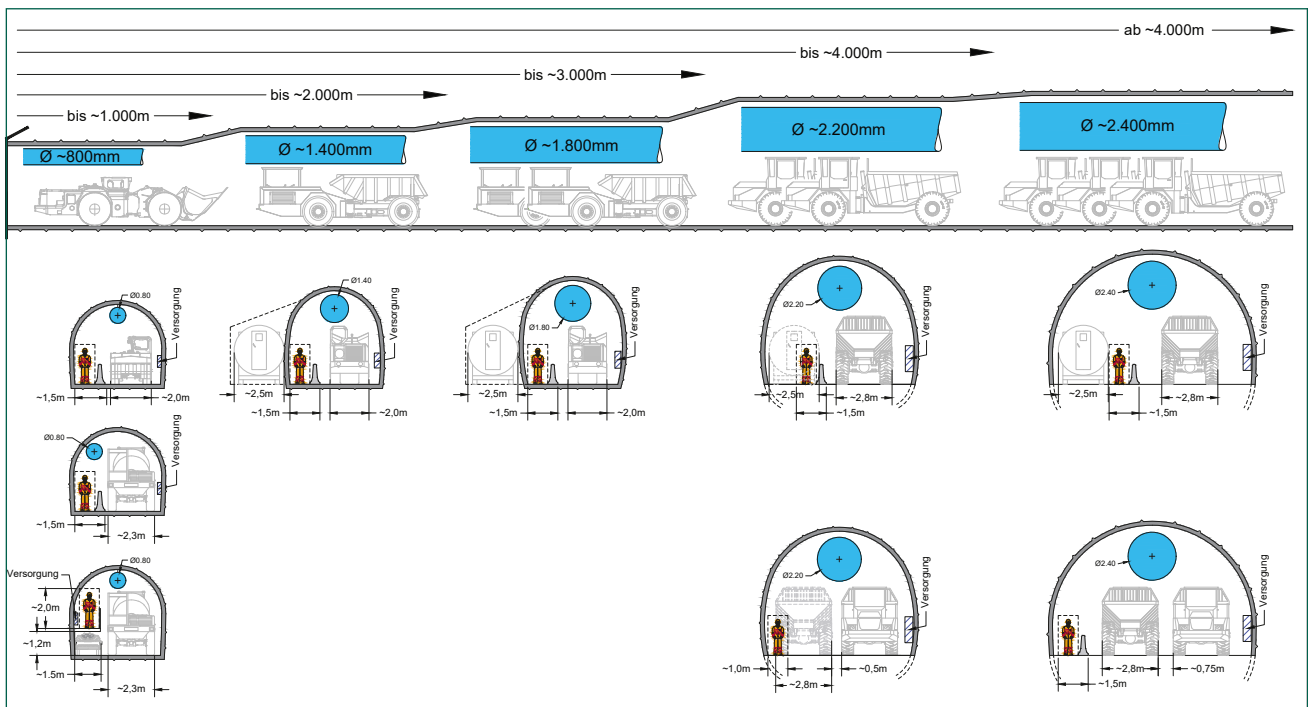 ab ~4.000m
bis ~4.000m
bis ~3.000m
bis ~2.000m
bis ~1.000m
Ø ~800mm
Ø ~1.400mm
Ø ~1.800mm
Ø ~2.200mm
Ø ~2.400mm
Ø0.80
Versorgung
~1,5m
~2,0m
Ø1.40
Versorgung
~2,5m
~1,5m
~2,0m
Ø1.80
Versorgung
~2,5m
~1,5m
~2,0m
Ø2.20
Versorgung
~2,5m
~2,8m
~1,5m
Ø2.40
Versorgung
~2,5m
~2,8m
~1,5m
Ø0.80
Versorgung
~1,5m
~2,3m
Ø0.80
Versorgung
~2,0m
~1,2m
~1.5m
~2,3m
Ø2.20
Versorgung
~1,0m
~0,5m
~2,8m
Ø2.40
Versorgung
~2,8m
~0,75m
~1,5m